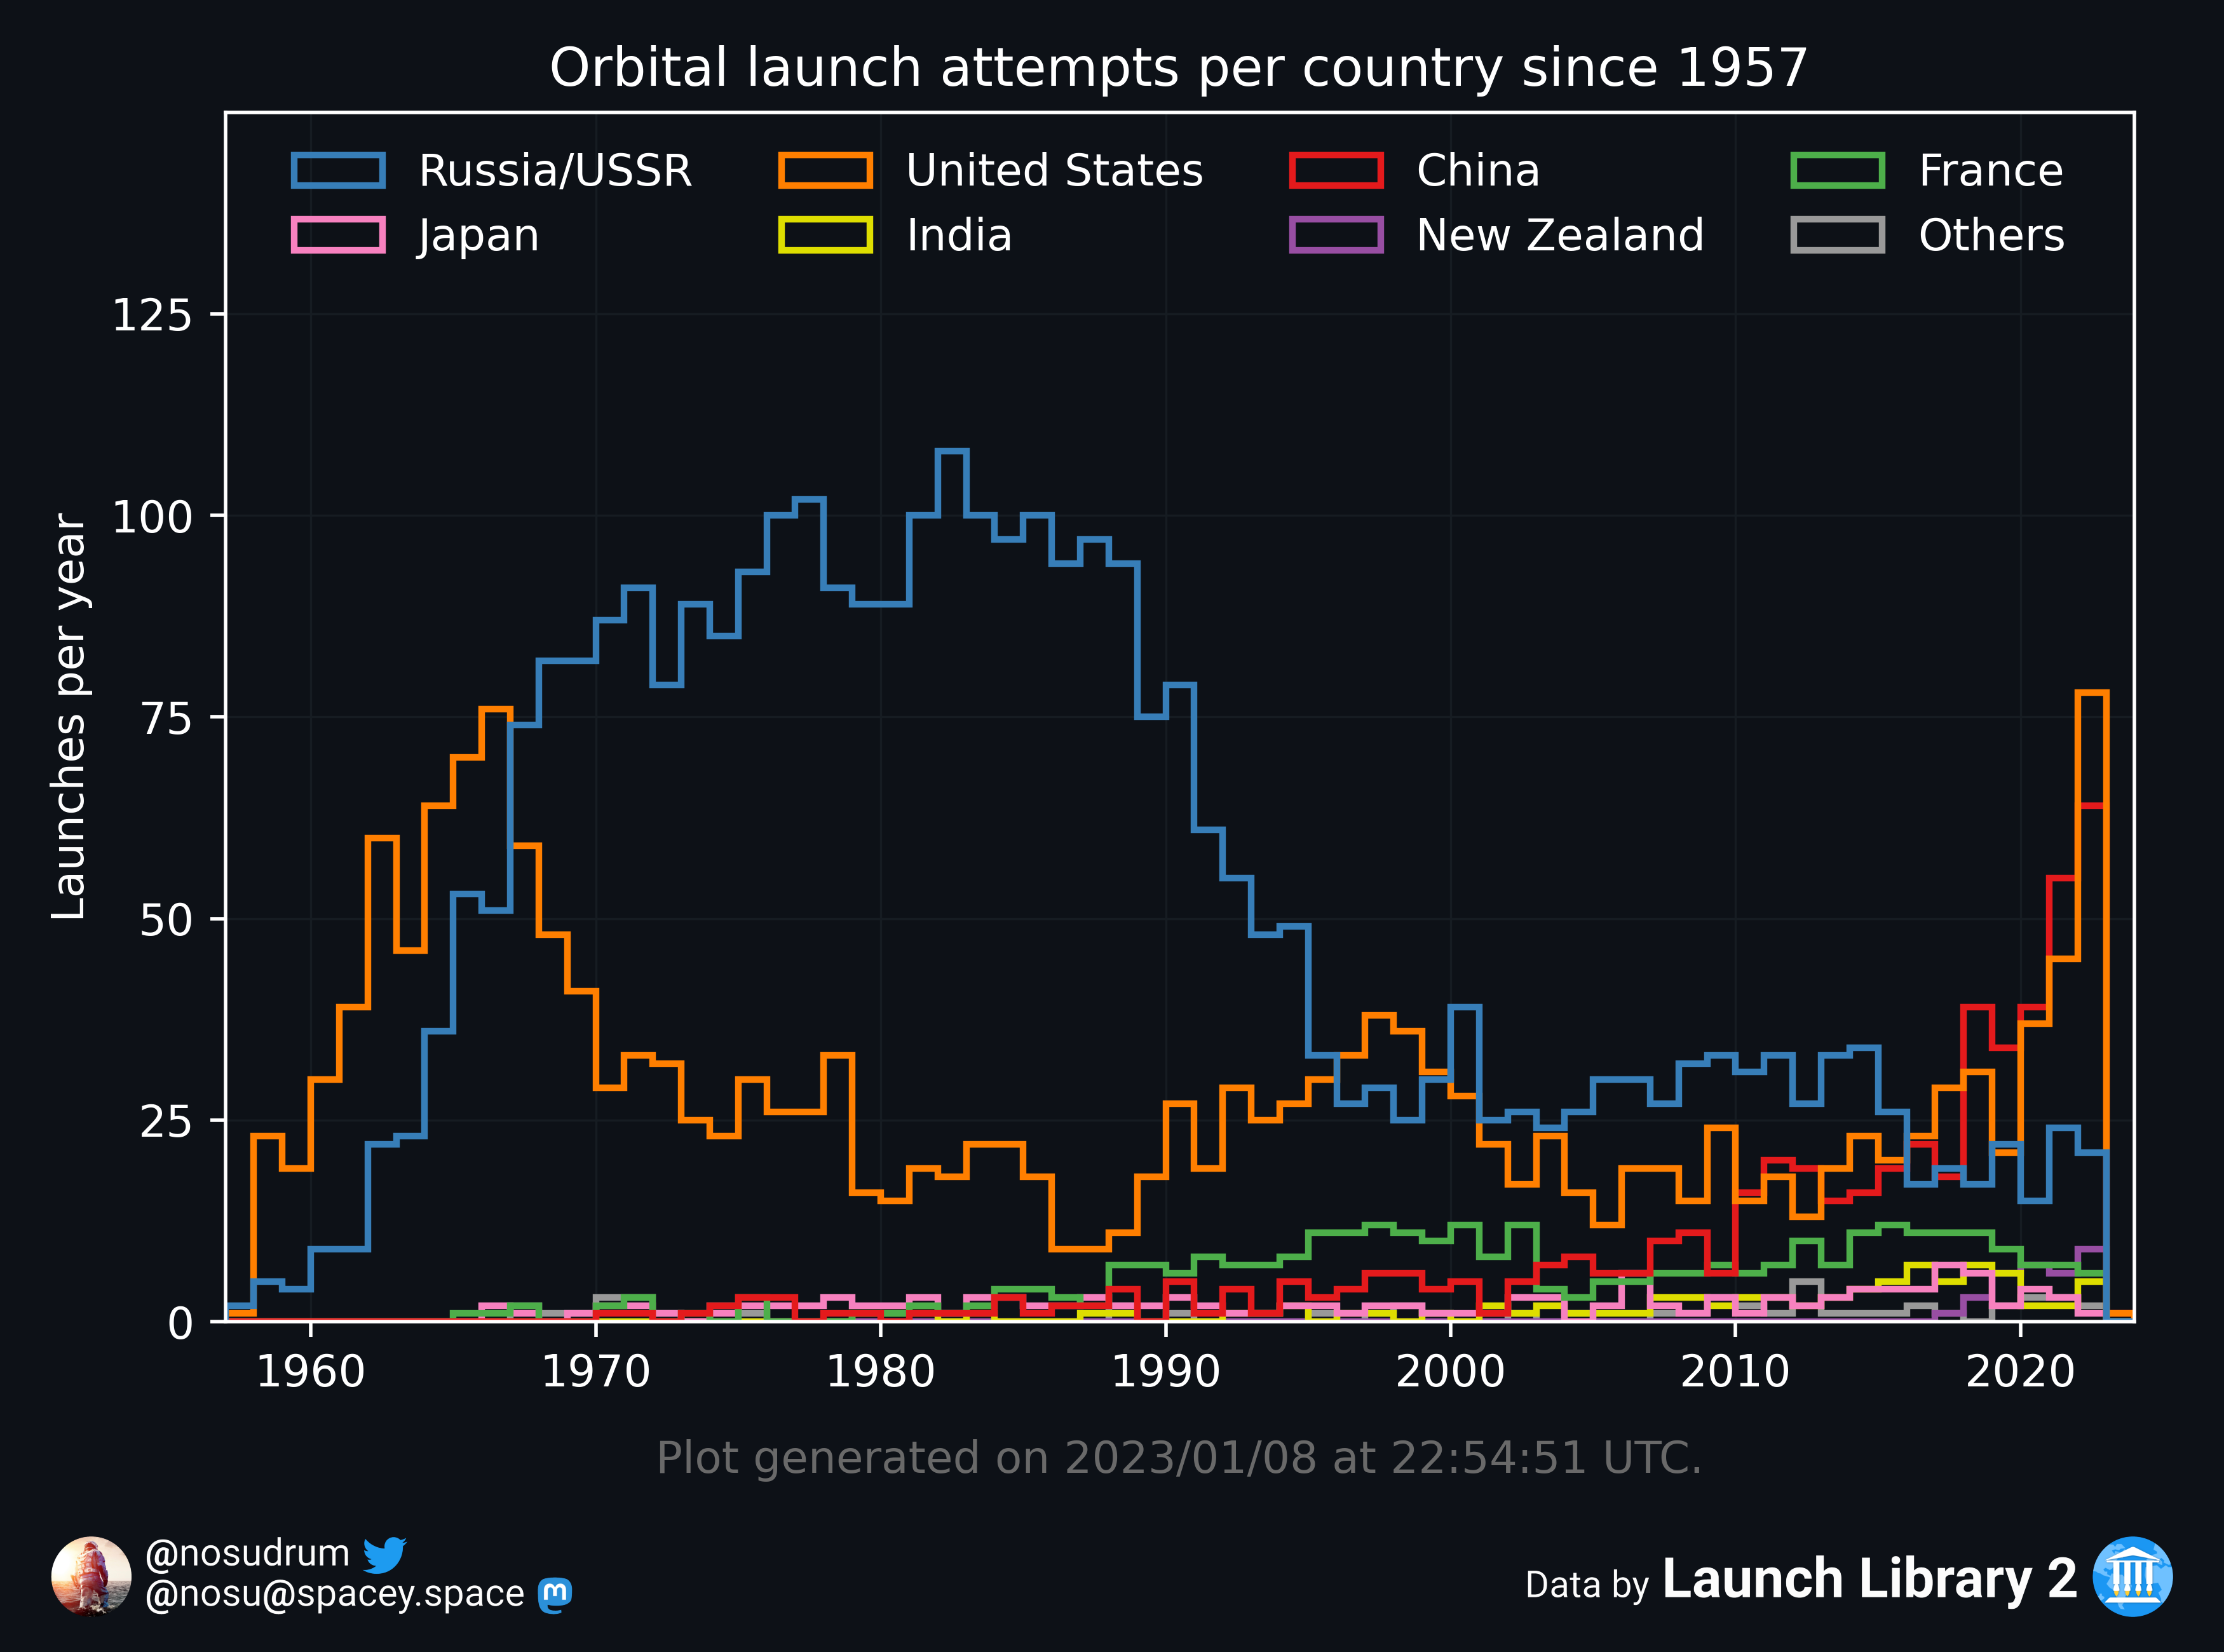 Orbital launch attempts per country since 1957
Russia/USSR United States China France
Japan India New Zealand Others
Launches per year
125
100
75
50
25
0
1960 1970 1980 1990 2000 2010 2020
Plot generated on 2023/01/08 at 22:54:51 UTC.
@nosudrum
@nosu@spacey.space
Data by Launch Library 2